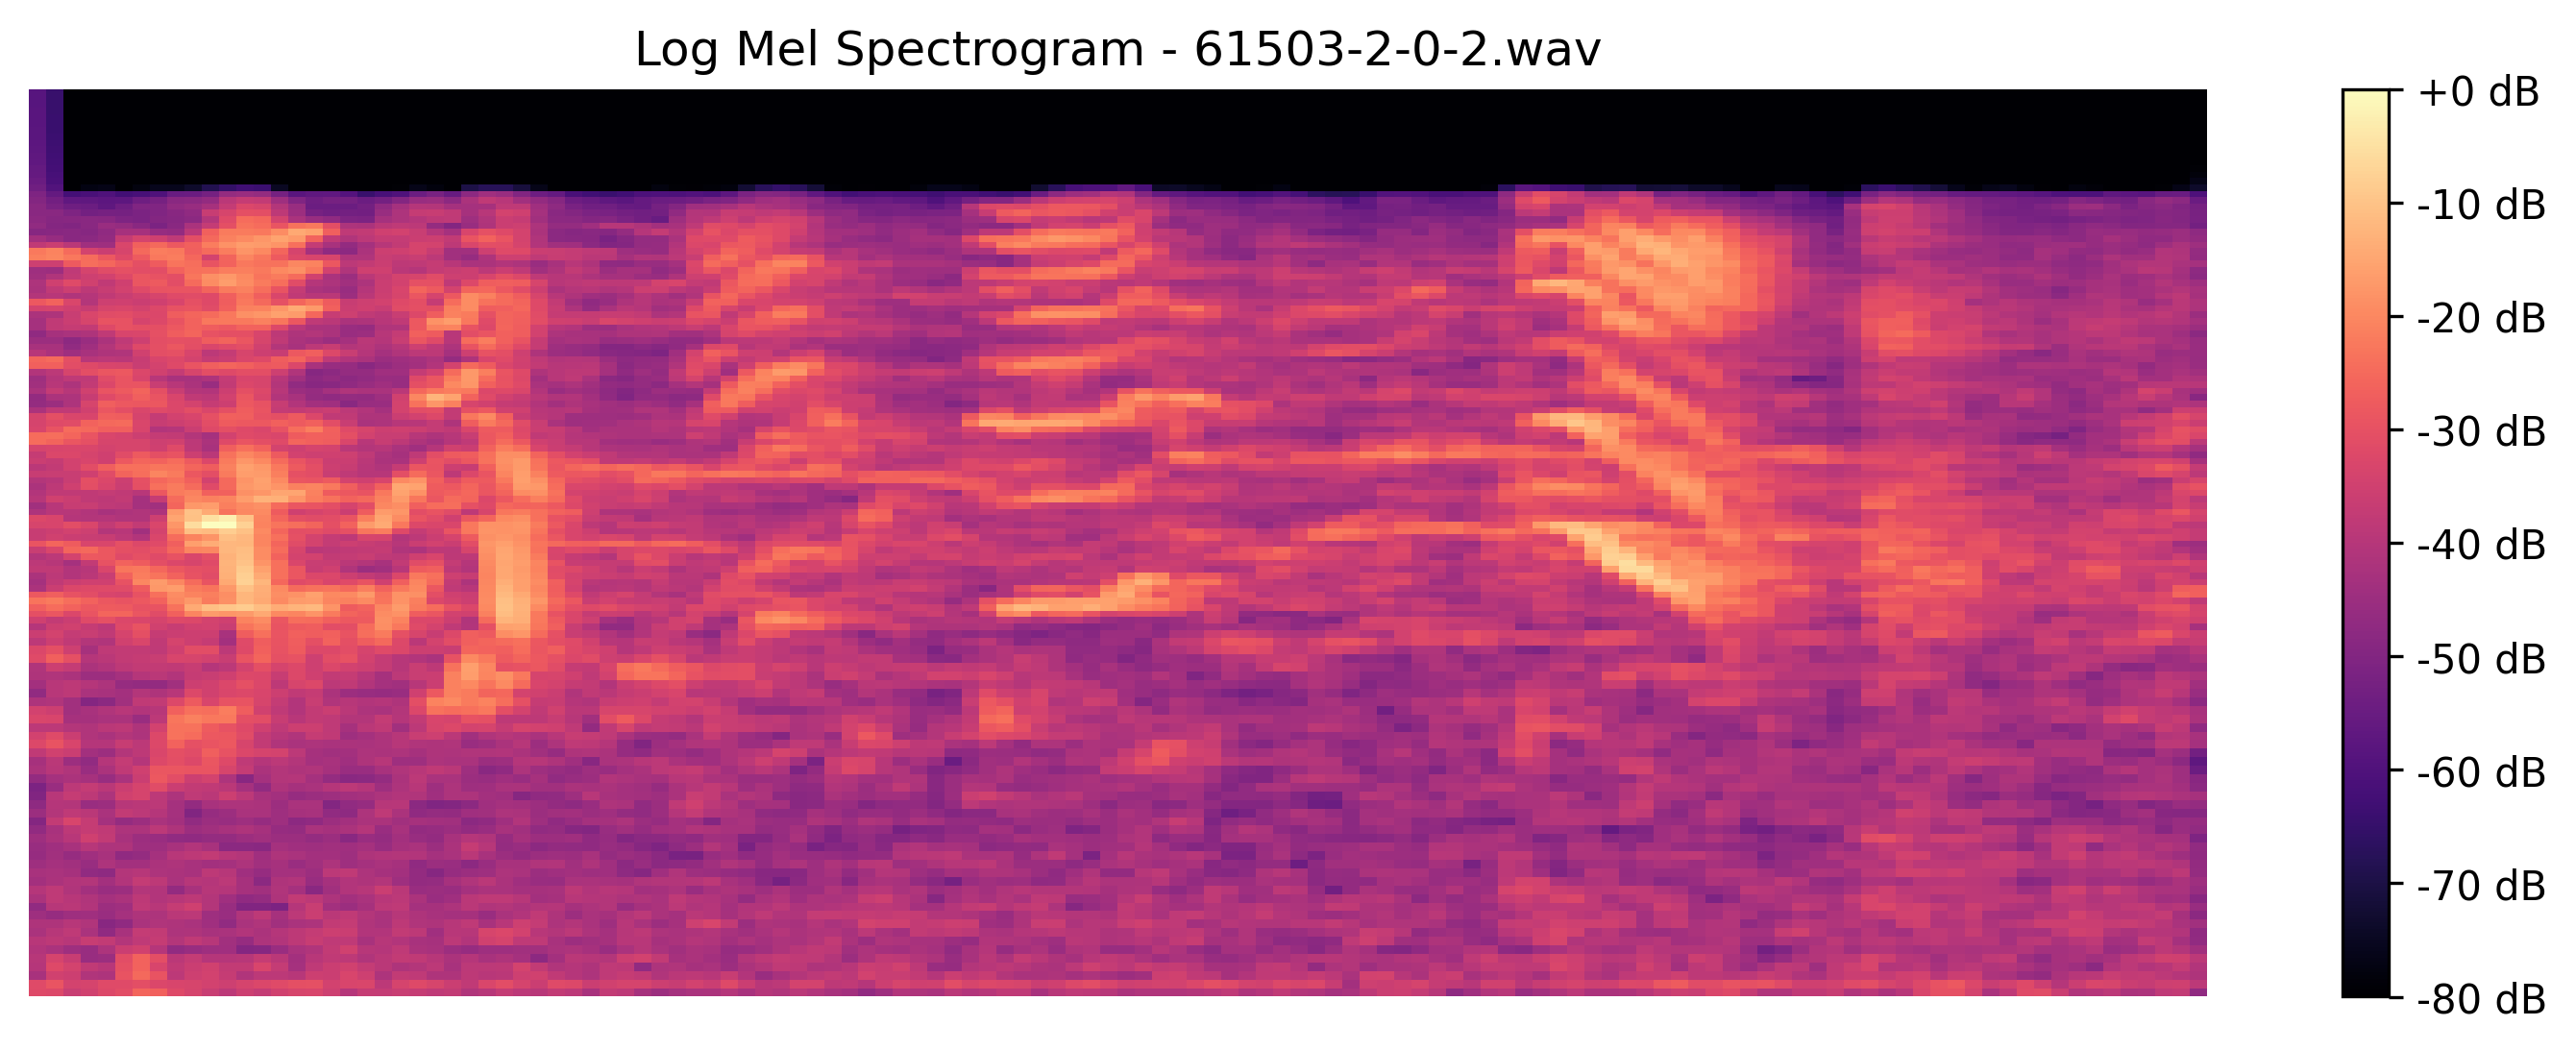 Log Mel Spectrogram - 61503-2-0-2.wav
+0 dB
-10 dB
-20 dB
-30 dB
-40 dB
-50 dB
-60 dB
-70 dB
-80 dB